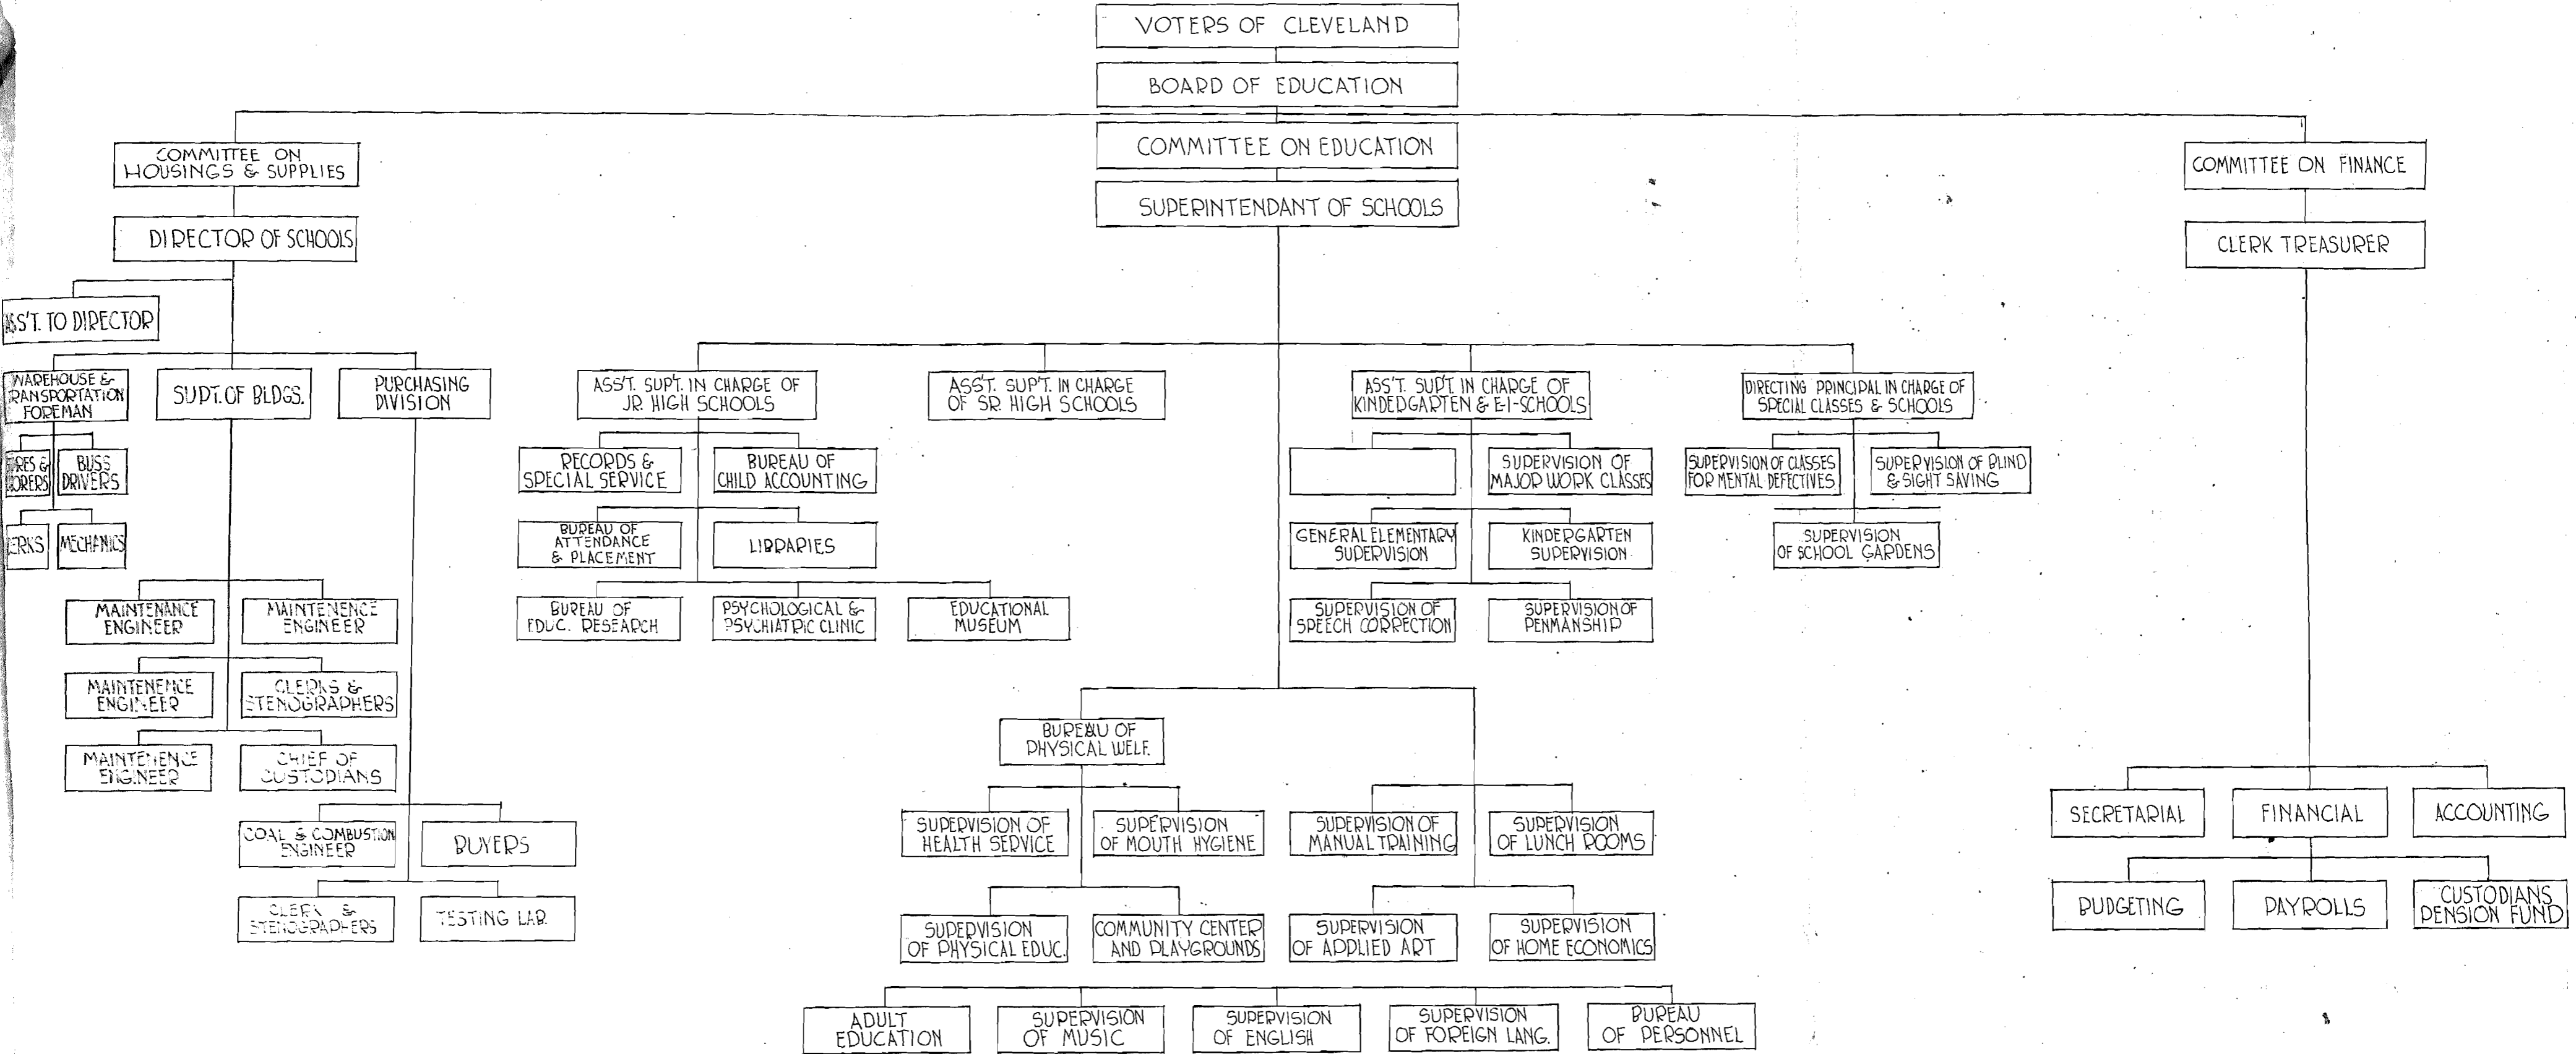 VOTERS OF CLEVELAND
BOARD OF EDUCATION
COMMITTEE ON
HOUSINGS & SUPPLIES
COMMITTEE ON EDUCATION
COMMITTEE ON FINANCE
DIRECTOR OF SCHOOLS
SUPERINTENDANT OF SCHOOLS
CLERK TREASURER
ASS'T. TO DIRECTOR
WAREHOUSE &
TRANSPORTATION
FOREMAN
SUPT. OF BLDGS.
PURCHASING
DIVISION
ASS'T. SUP'T. IN CHARGE OF
JR. HIGH SCHOOLS
ASS'T. SUP'T. IN CHARGE
OF SR. HIGH SCHOOLS
ASS'T. SUP'T IN CHARGE OF
KINDERGARTEN & E-1-SCHOOLS
DIRECTING PRINCIPAL IN CHARGE OF
SPECIAL CLASSES & SCHOOLS
&
BUSS
DRIVERS
RECORDS &
SPECIAL SERVICE
BUREAU OF
CHILD ACCOUNTING
SUPERVISION OF
MAJOR WORK CLASSES
SUPERVISION OF CLASSES
FOR MENTAL DEFECTIVES
SUPERVISION OF BLIND
& SIGHT SAVING
MECHANICS
BUREAU OF
ATTENDANCE
& PLACEMENT
LIBRARIES
GENERAL ELEMENTARY
SUPERVISION
KINDERGARTEN
SUPERVISION
SUPERVISION
OF SCHOOL GARDENS
MAINTENANCE
ENGINEER
MAINTENENCE
ENGINEER
BUREAU OF
EDUC. RESEARCH
PSYCHOLOGICAL &
PSYCHIATRIC CLINIC
EDUCATIONAL
MUSEUM
SUPERVISION OF
SPEECH CORRECTION
SUPERVISION OF
PENMANSHIP
MAINTENENCE
ENGINEER
CLERKS &
STENOGRAPHERS
MAINTENENCE
ENGINEER
CHIEF OF
CUSTODIANS
BUREAU OF
PHYSICAL WELF.
COAL & COMBUSTION
ENGINEER
BUYERS
SUPERVISION OF
HEALTH SERVICE
SUPERVISION
OF MOUTH HYGIENE
SUPERVISION OF
MANUAL TRAINING
SUPERVISION
OF LUNCH ROOMS
SECRETARIAL
FINANCIAL
ACCOUNTING
CLERK &
STENOGRAPHERS
TESTING LAB.
SUPERVISION
OF PHYSICAL EDUC.
COMMUNITY CENTER
AND PLAYGROUNDS
SUPERVISION
OF APPLIED ART
SUPERVISION
OF HOME ECONOMICS
BUDGETING
PAYROLLS
CUSTODIANS
PENSION FUND
ADULT
EDUCATION
SUPERVISION
OF MUSIC
SUPERVISION
OF ENGLISH
SUPERVISION
OF FOREIGN LANG.
BUREAU
OF PERSONNEL